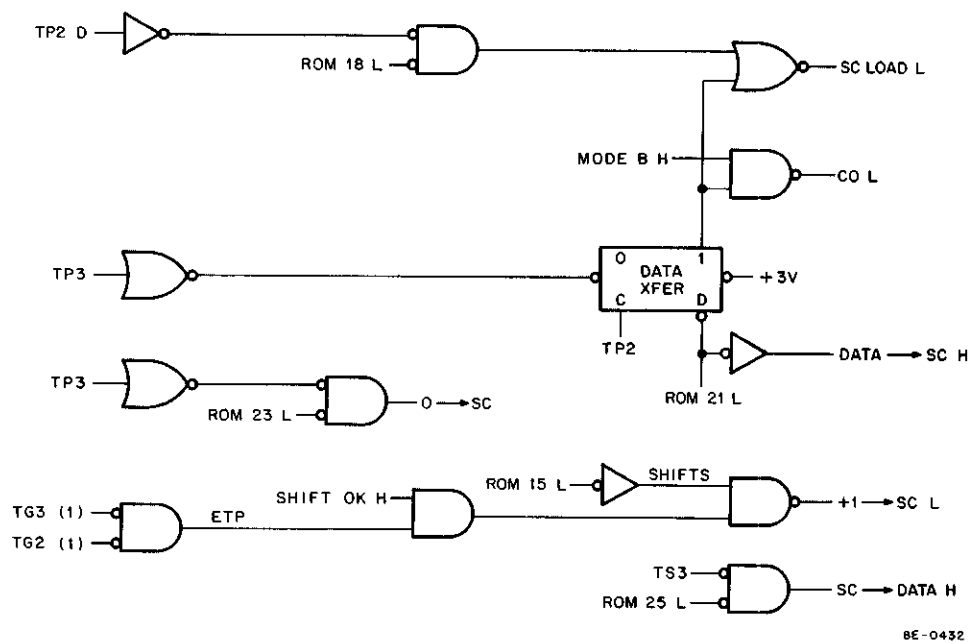 TP2 D
ROM 18 L
SC LOAD L
MODE B H
CO L
TP3
0 1
DATA
XFER
C D
+3V
TP2
DATA → SC H
ROM 21 L
TP3
ROM 23 L
0 → SC
ROM 15 L
SHIFTS
SHIFT OK H
+1 → SC L
TG3 (1)
ETP
TG2 (1)
TS3
ROM 25 L
SC → DATA H
8E-0432